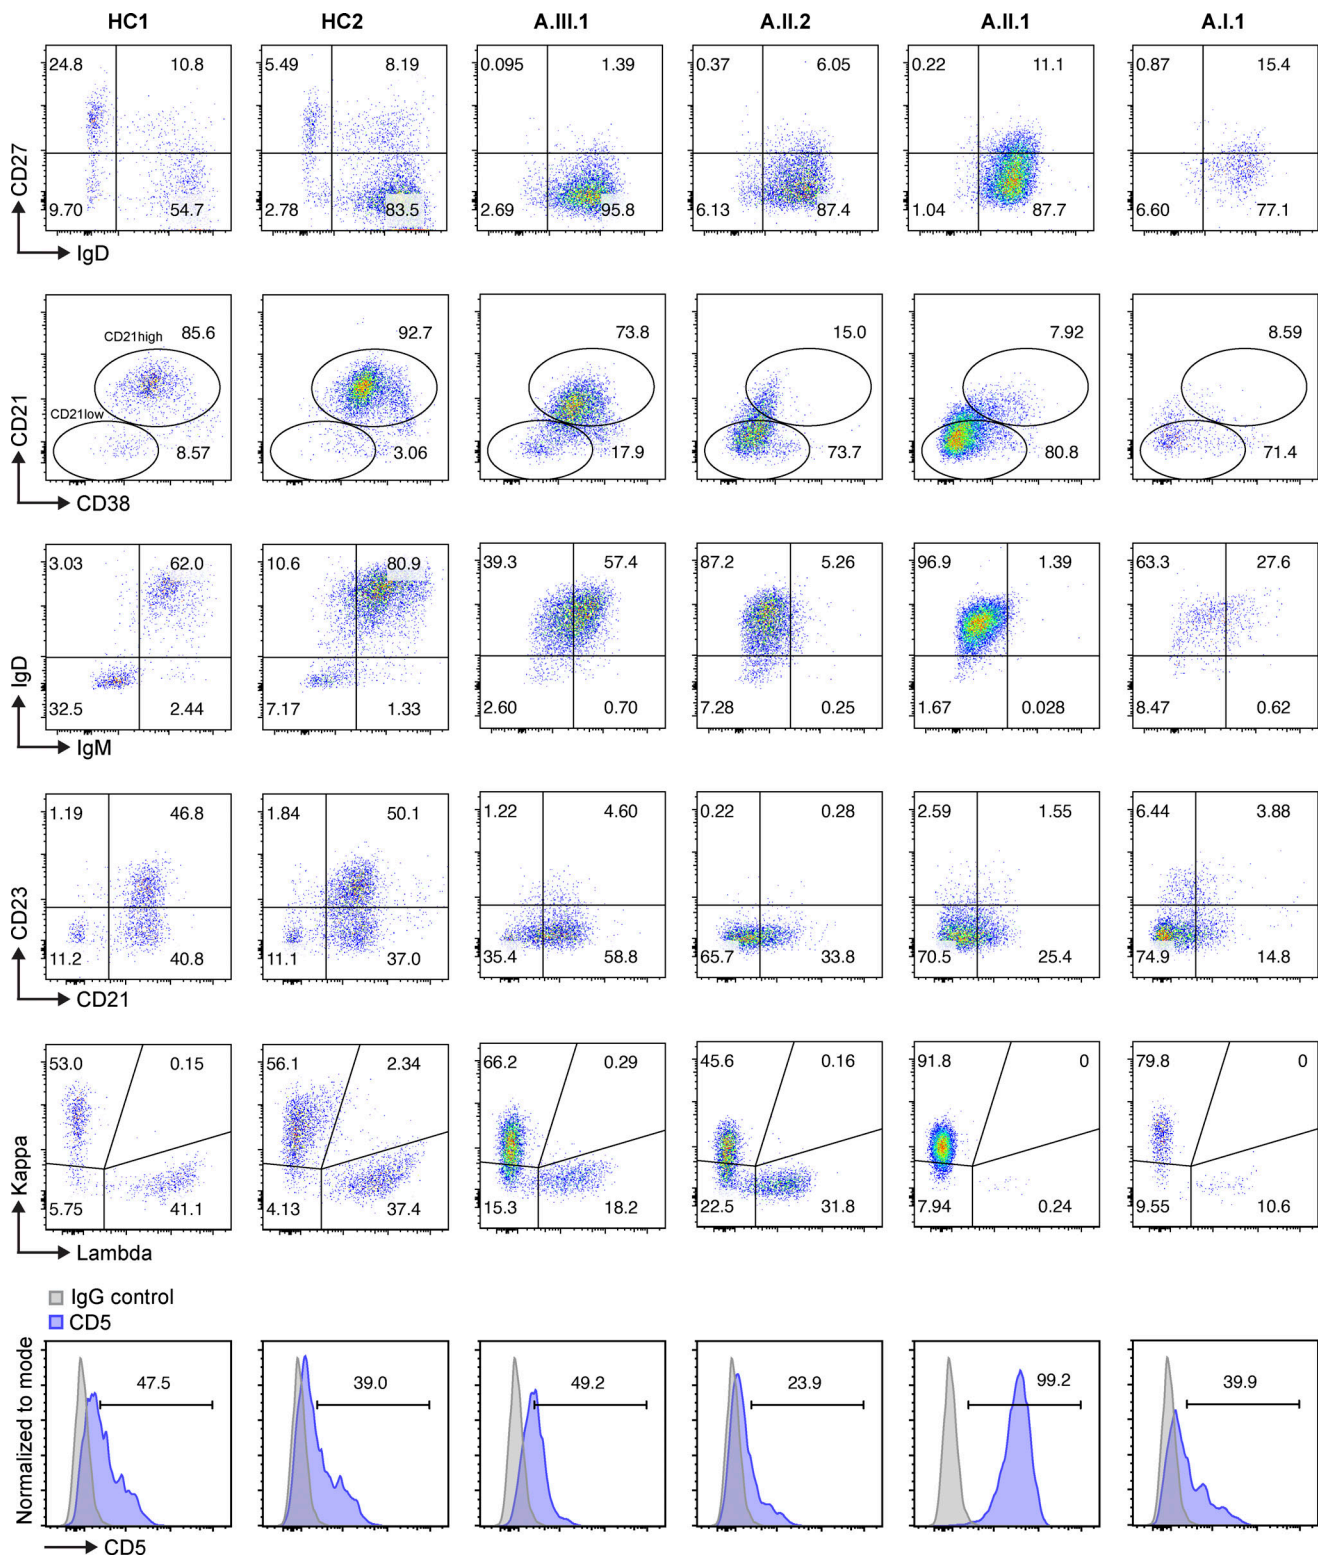 HC1 HC2 A.III.1 A.II.2 A.II.1 A.I.1
24.8 10.8 5.49 8.19 0.095 1.39 0.37 6.05 0.22 11.1 0.87 15.4
CD27
9.70 54.7 2.78 83.5 2.69 95.8 6.13 87.4 1.04 87.7 6.60 77.1
IgD
CD21high 85.6 92.7 73.8 15.0 7.92 8.59
CD21
CD21low 8.57 3.06 17.9 73.7 80.8 71.4
CD38
3.03 62.0 10.6 80.9 39.3 57.4 87.2 5.26 96.9 1.39 63.3 27.6
IgD
32.5 2.44 7.17 1.33 2.60 0.70 7.28 0.25 1.67 0.028 8.47 0.62
IgM
1.19 46.8 1.84 50.1 1.22 4.60 0.22 0.28 2.59 1.55 6.44 3.88
CD23
11.2 40.8 11.1 37.0 35.4 58.8 65.7 33.8 70.5 25.4 74.9 14.8
CD21
53.0 0.15 56.1 2.34 66.2 0.29 45.6 0.16 91.8 0 79.8 0
Kappa
5.75 41.1 4.13 37.4 15.3 18.2 22.5 31.8 7.94 0.24 9.55 10.6
Lambda
IgG control
CD5
Normalized to mode
47.5 39.0 49.2 23.9 99.2 39.9
CD5